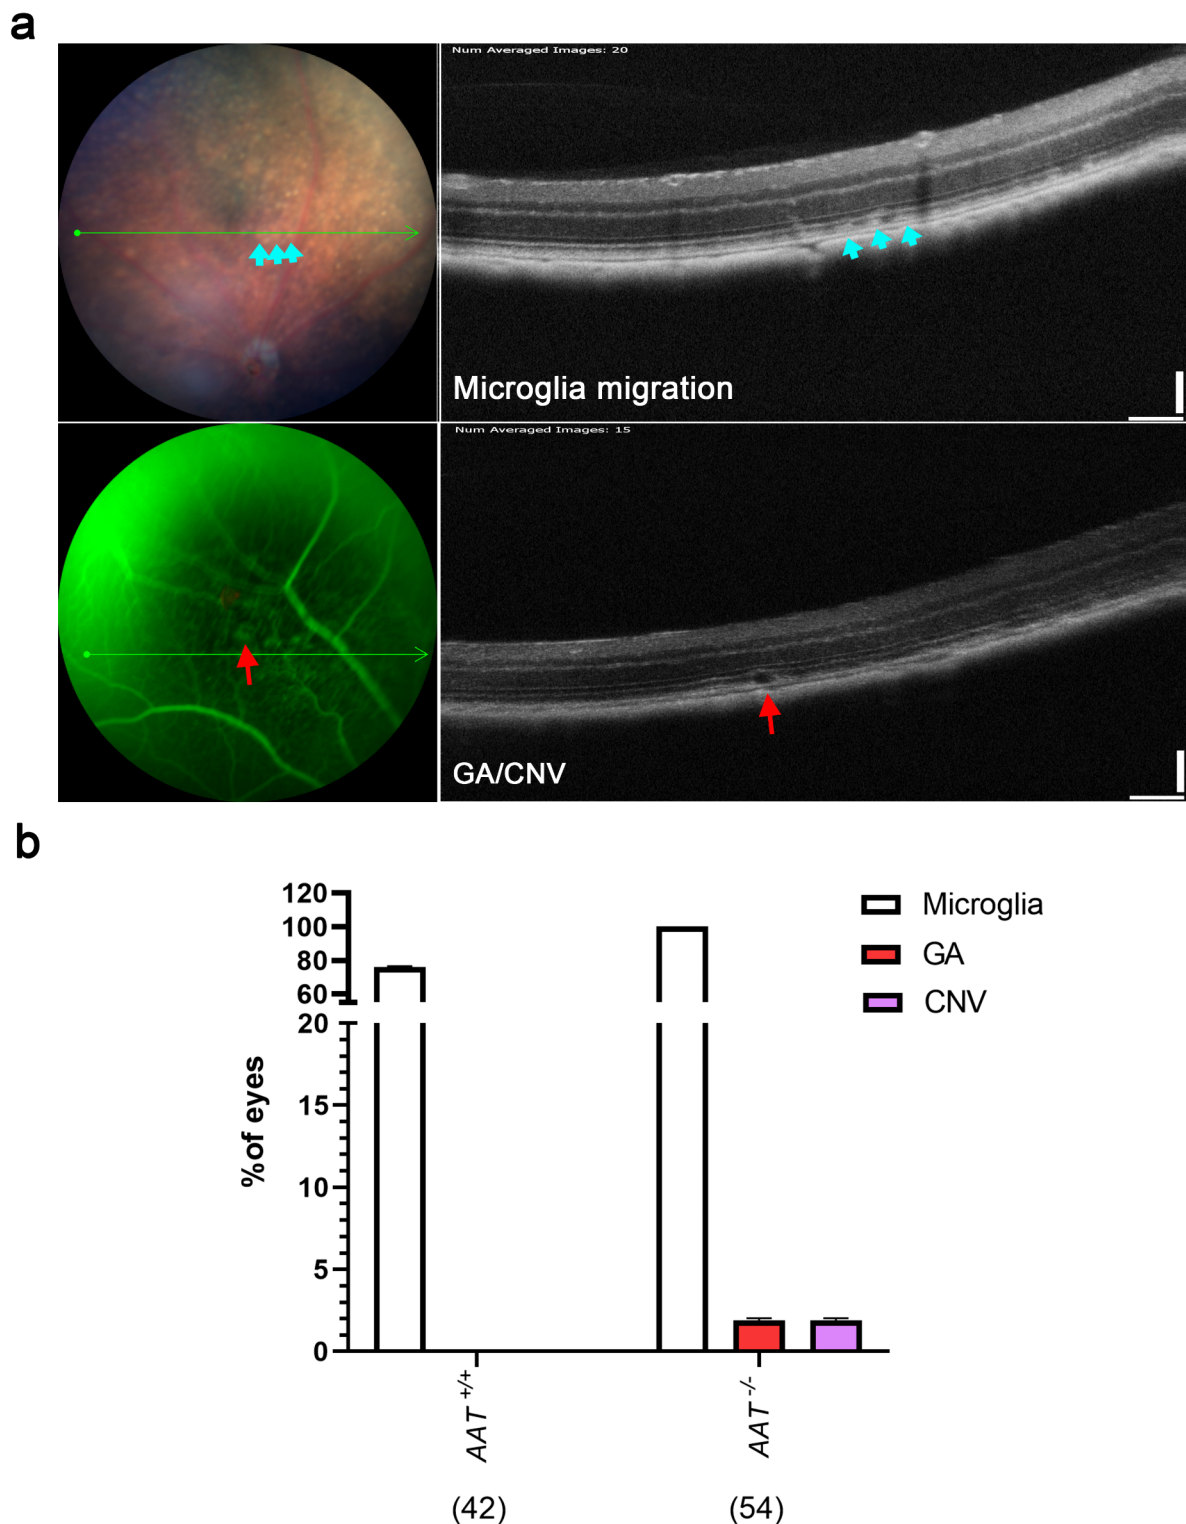 a
Num Averaged Images: 20
Microglia migration
Num Averaged Images: 15
GA/CNV
b
120
100
80
60
20
15
10
5
0
%of eyes
Microglia
GA
CNV
AAT+/+
AAT-/-
(42)
(54)